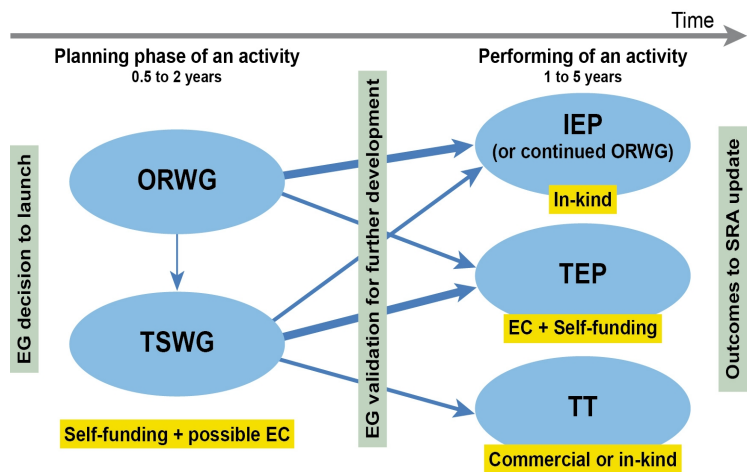 Time
Planning phase of an activity
0.5 to 2 years
Performing of an activity
1 to 5 years
EG decision to launch
ORWG
TSWG
Self-funding + possible EC
EG validation for further development
IEP
(or continued ORWG)
In-kind
TEP
EC + Self-funding
TT
Commercial or in-kind
Outcomes to SRA update